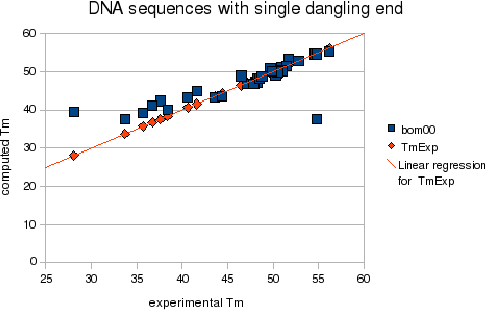 DNA sequences with single dangling end
60
50
40
30
20
10
0
25 30 35 40 45 50 55 60
computed Tm
experimental Tm
bom00
TmExp
Linear regression
for TmExp